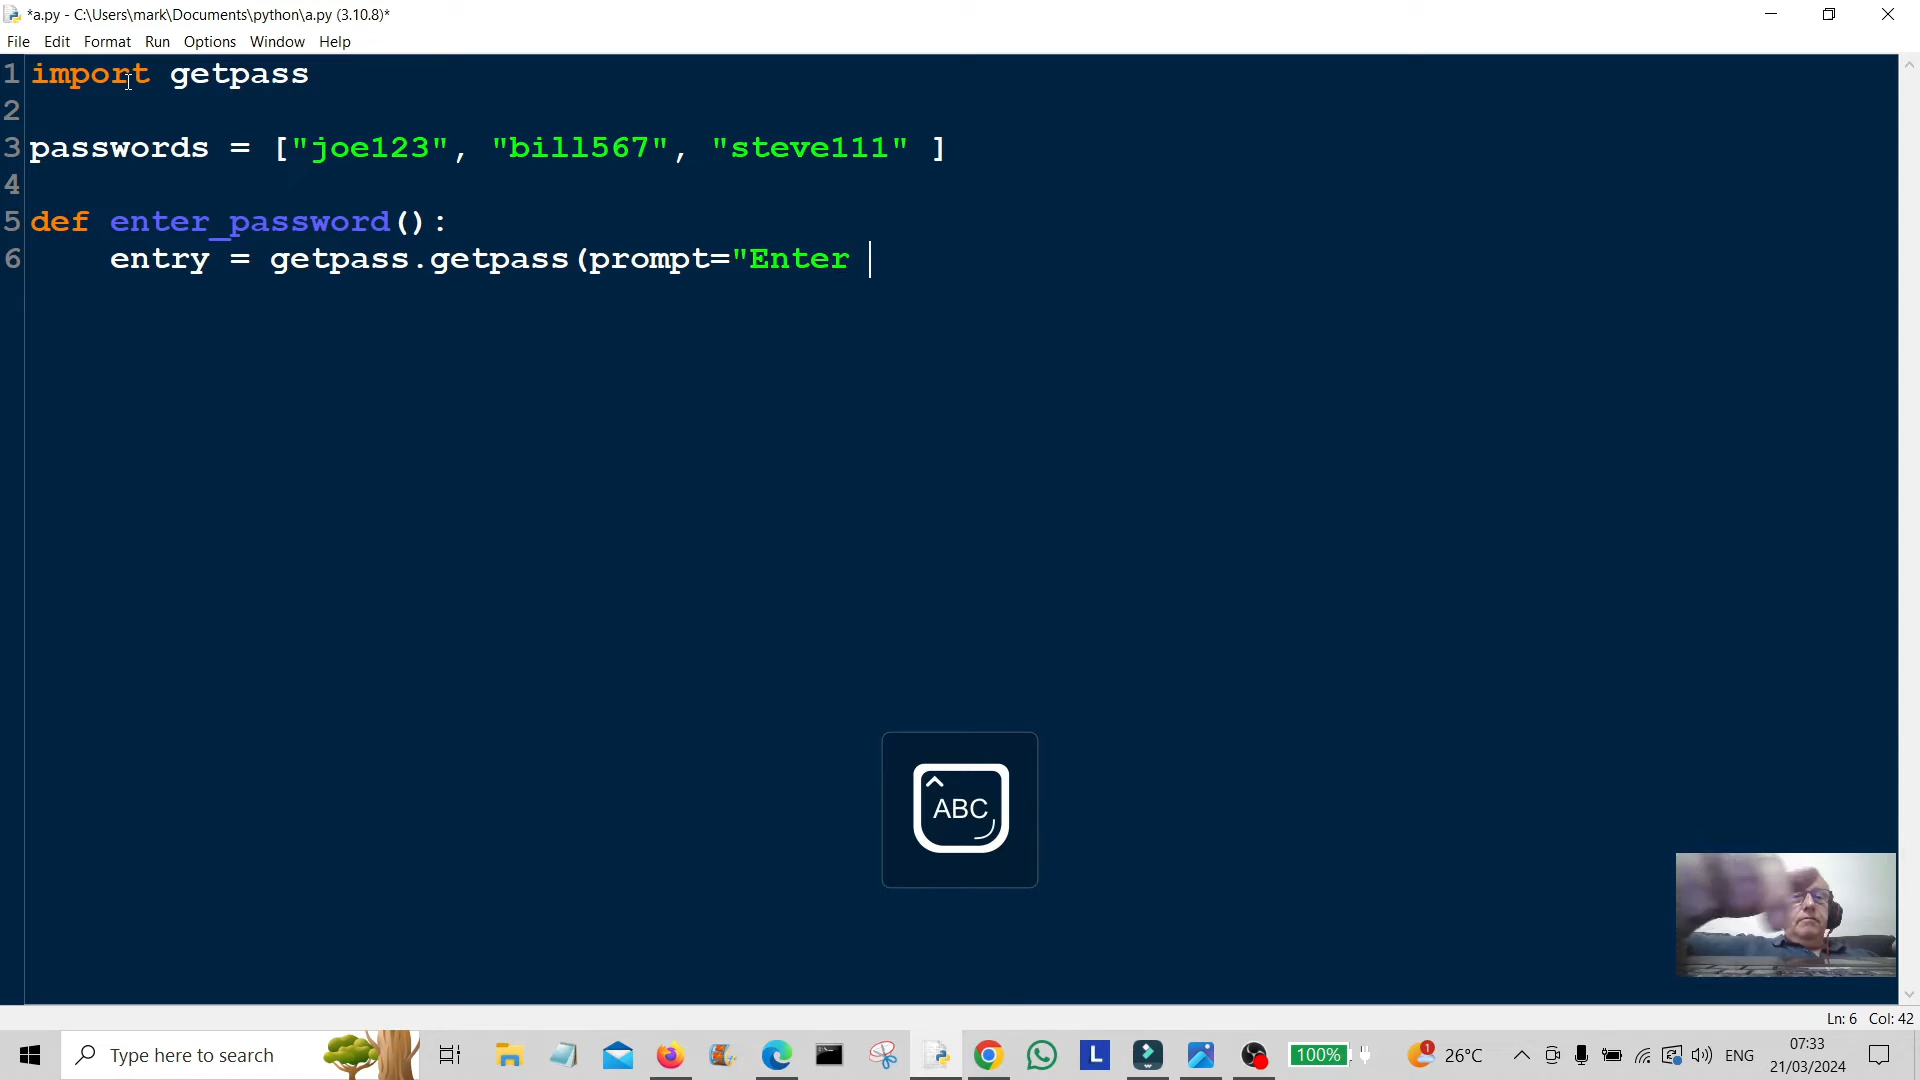 *a.py - C:\Users\mark\Documents\python\a.py (3.10.8)*
File Edit Format Run Options Window Help
1 import getpass
2
3 passwords = ["joe123", "bill567", "steve111" ]
4
5 def enter_password():
6     entry = getpass.getpass(prompt="Enter
ABC
Ln: 6 Col: 42
Type here to search
L
100%
1
26°C
ENG
07:33
21/03/2024